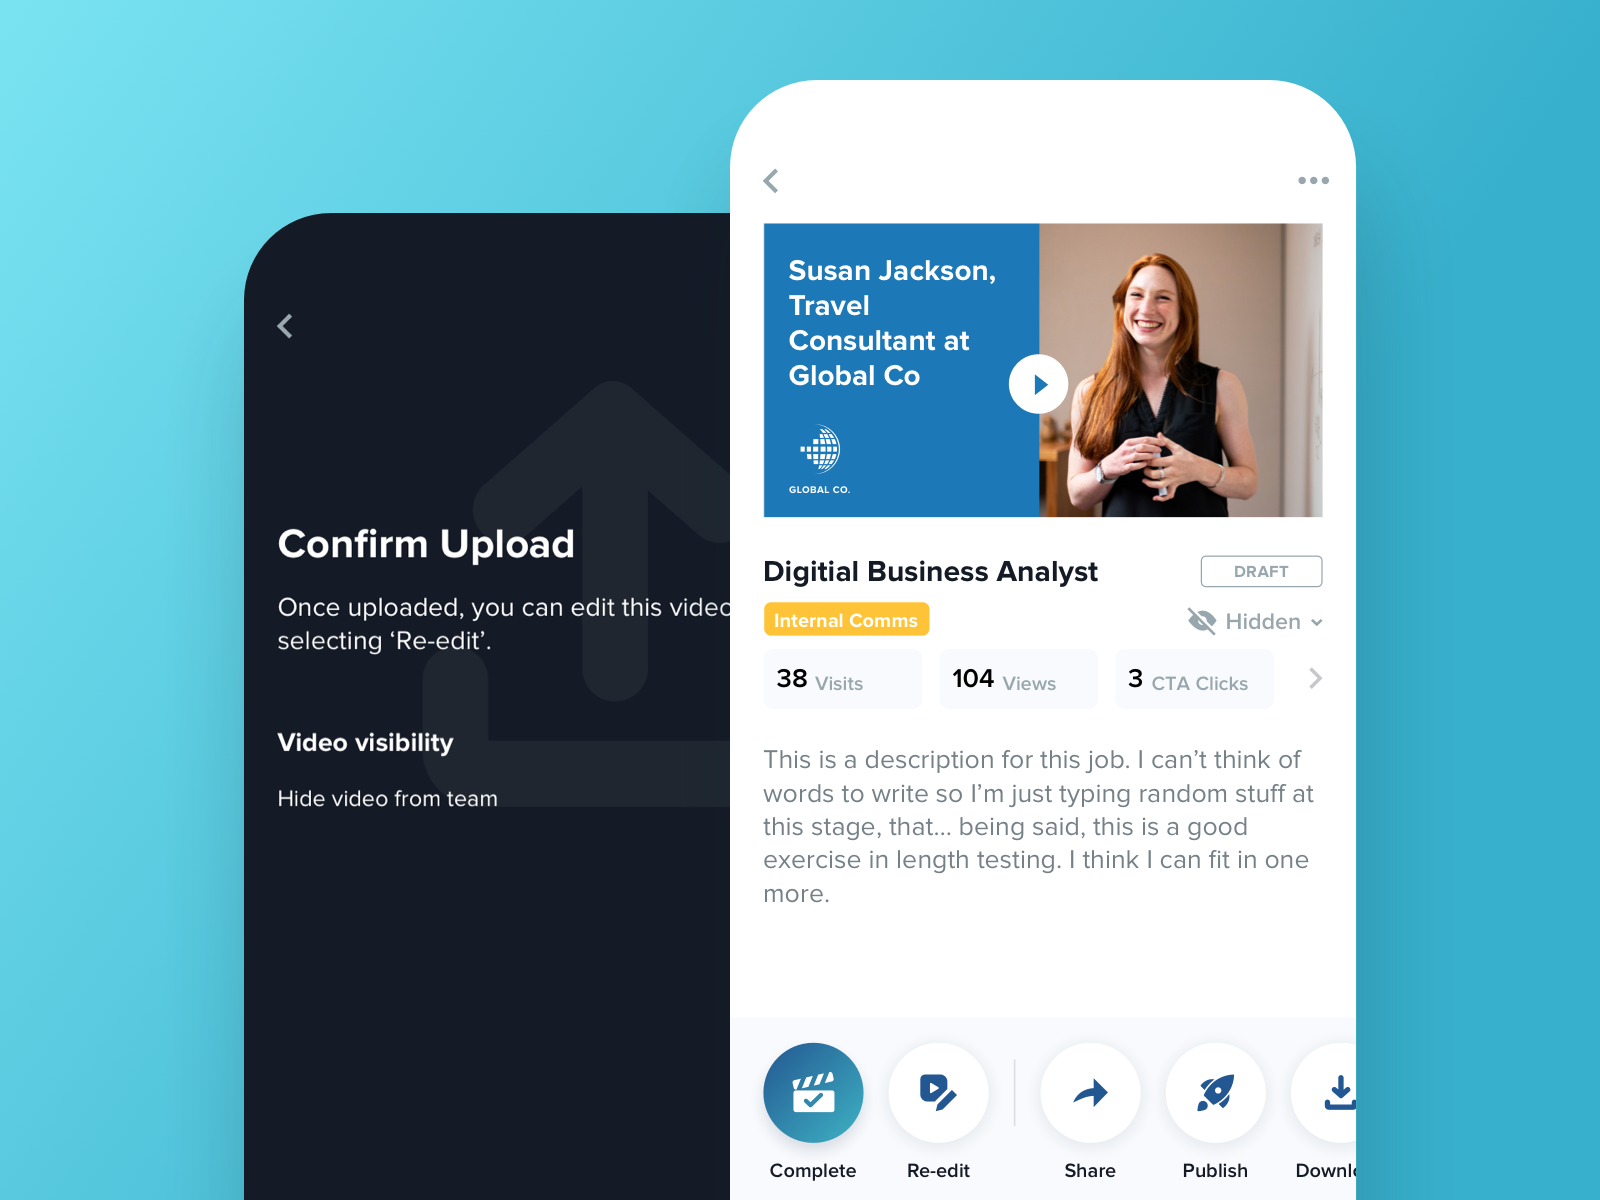 Confirm Upload
Once uploaded, you can edit this video
selecting ‘Re-edit’.
Video visibility
Hide video from team
Susan Jackson,
Travel
Consultant at
Global Co
GLOBAL CO.
Digitial Business Analyst
DRAFT
Internal Comms
Hidden
38 Visits
104 Views
3 CTA Clicks
This is a description for this job. I can’t think of
words to write so I’m just typing random stuff at
this stage, that... being said, this is a good
exercise in length testing. I think I can fit in one
more.
Complete
Re-edit
Share
Publish
Downlo